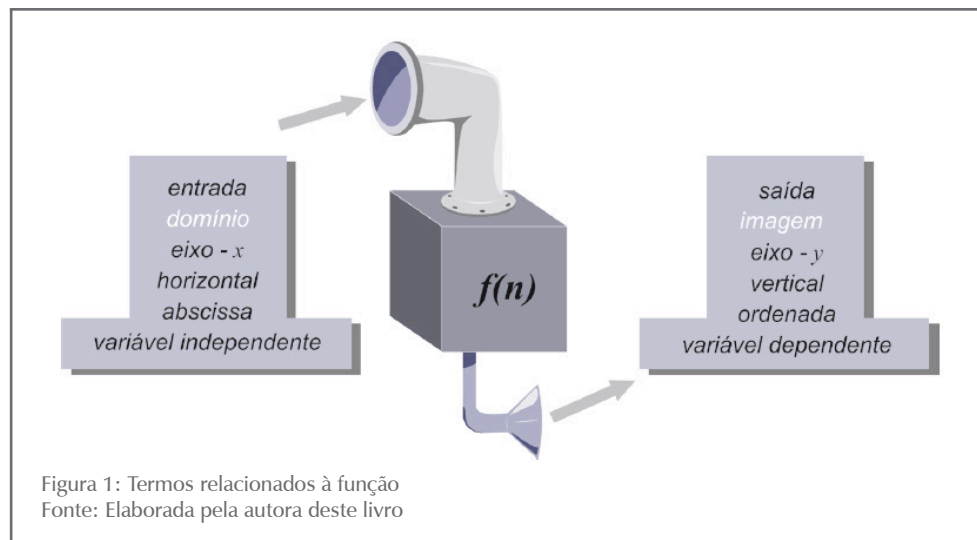 entrada
domínio
eixo - x
horizontal
abscissa
variável independente
f(n)
saída
imagem
eixo - y
vertical
ordenada
variável dependente
Figura 1: Termos relacionados à função
Fonte: Elaborada pela autora deste livro